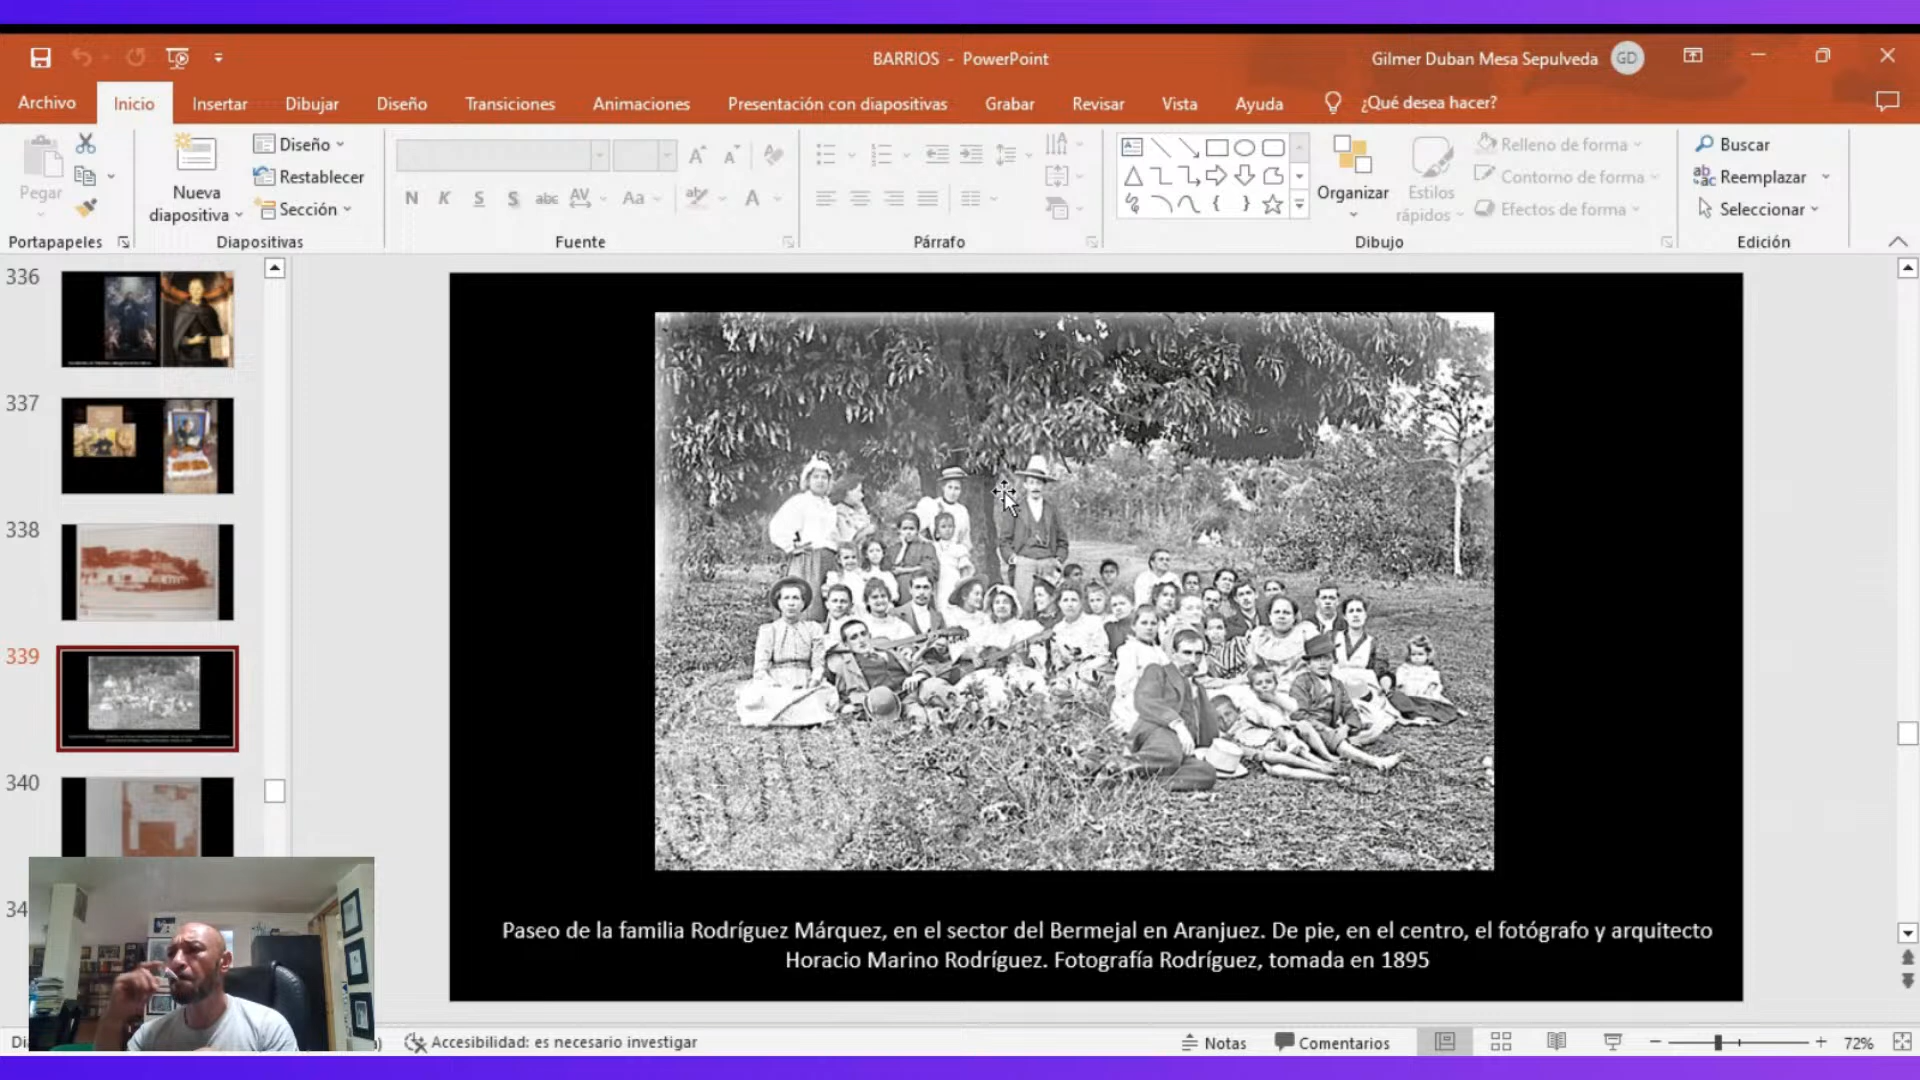 BARRIOS - PowerPoint
Gilmer Duban Mesa Sepulveda
GD
Archivo
Inicio
Insertar
Dibujar
Diseño
Transiciones
Animaciones
Presentación con diapositivas
Grabar
Revisar
Vista
Ayuda
¿Qué desea hacer?
Pegar
Nueva
diapositiva
Diseño
Restablecer
Sección
N K S S abc AV Aa A
Organizar
Estilos
rápidos
Relleno de forma
Contorno de forma
Efectos de forma
Buscar
Reemplazar
Seleccionar
Portapapeles
Diapositivas
Fuente
Párrafo
Dibujo
Edición
336
337
338
339
340
34
Paseo de la familia Rodríguez Márquez, en el sector del Bermejal en Aranjuez. De pie, en el centro, el fotógrafo y arquitecto
Horacio Marino Rodríguez. Fotografía Rodríguez, tomada en 1895
Accesibilidad: es necesario investigar
Notas
Comentarios
72%